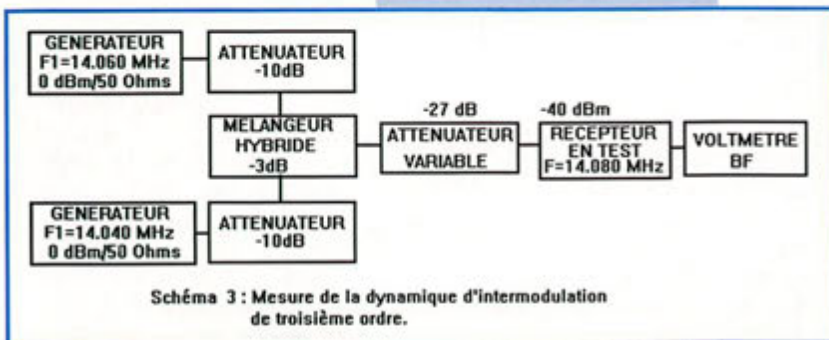 GENERATEUR
F1=14.060 MHz
0 dBm/50 Ohms
ATTENUATEUR
-10dB
MELANGEUR
HYBRIDE
-3dB
-27 dB
ATTENUATEUR
VARIABLE
-40 dBm
RECEPTEUR
EN TEST
F=14.080 MHz
VOLTMETRE
BF
GENERATEUR
F1=14.040 MHz
0 dBm/50 Ohms
ATTENUATEUR
-10dB
Schéma 3 : Mesure de la dynamique d'intermodulation
de troisième ordre.